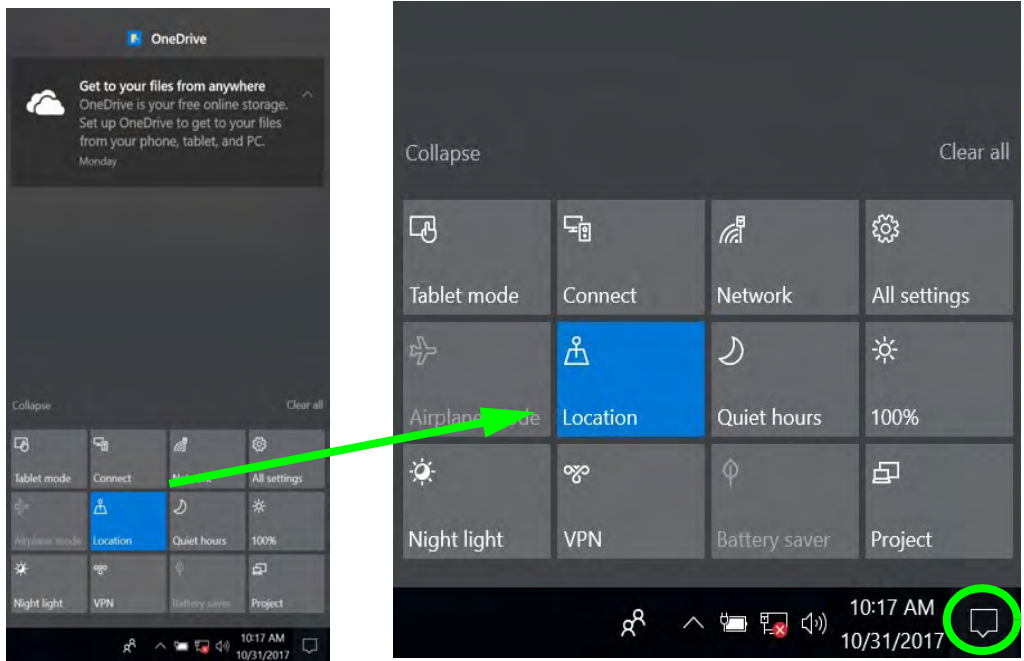 OneDrive
Get to your files from anywhere
OneDrive is your free online storage.
Set up OneDrive to get to your files
from your phone, tablet, and PC.
Monday
Collapse Clear all
Tablet mode Connect Network All settings
Airplane mode Location Quiet hours 100%
Night light VPN Battery saver Project
10:17 AM
10/31/2017
Collapse Clear all
Tablet mode Connect Network All settings
Airplane mode Location Quiet hours 100%
Night light VPN Battery saver Project
10:17 AM
10/31/2017